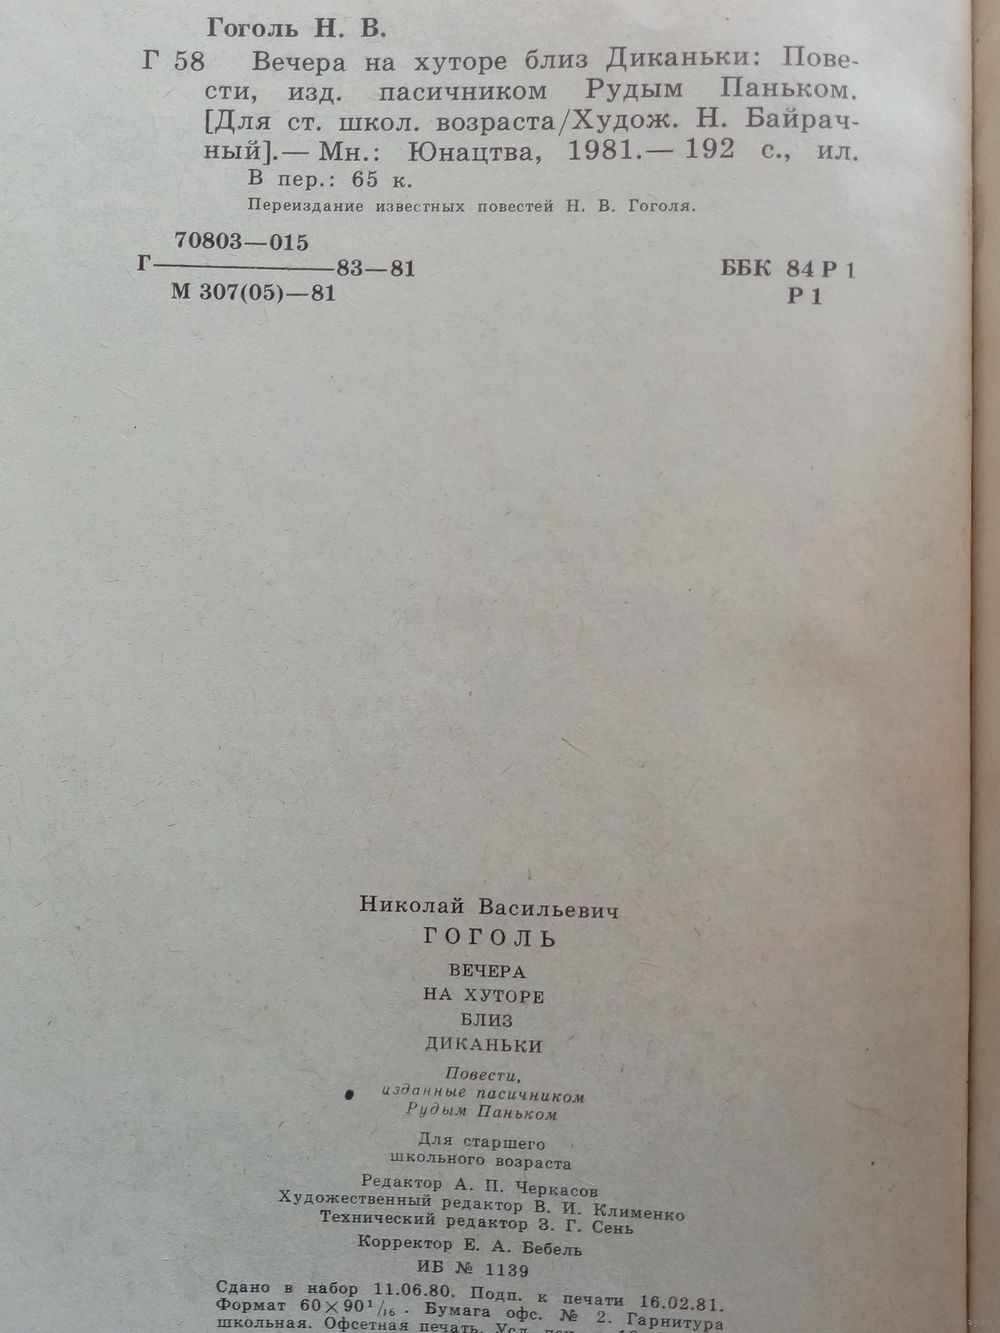 Гоголь Н. В.
Г 58 Вечера на хуторе близ Диканьки: Пове-
сти, изд. пасичником Рудым Паньком.
[Для ст. школ. возраста/Худож. Н. Байрач-
ный].— Мн.: Юнацтва, 1981.— 192 с., ил.
В пер.: 65 к.
Переиздание известных повестей Н. В. Гоголя.
70803—015
Г————83—81
М 307(05)—81
ББК 84 Р 1
Р 1
Николай Васильевич
ГОГОЛЬ
ВЕЧЕРА
НА ХУТОРЕ
БЛИЗ
ДИКАНЬКИ
Повести,
изданные пасичником
Рудым Паньком
Для старшего
школьного возраста
Редактор А. П. Черкасов
Художественный редактор В. И. Клименко
Технический редактор З. Г. Сень
Корректор Е. А. Бебель
ИБ № 1139
Сдано в набор 11.06.80. Подп. к печати 16.02.81.
Формат 60×90¹/₁₆. Бумага офс. № 2. Гарнитура
школьная. Офсетная печать.